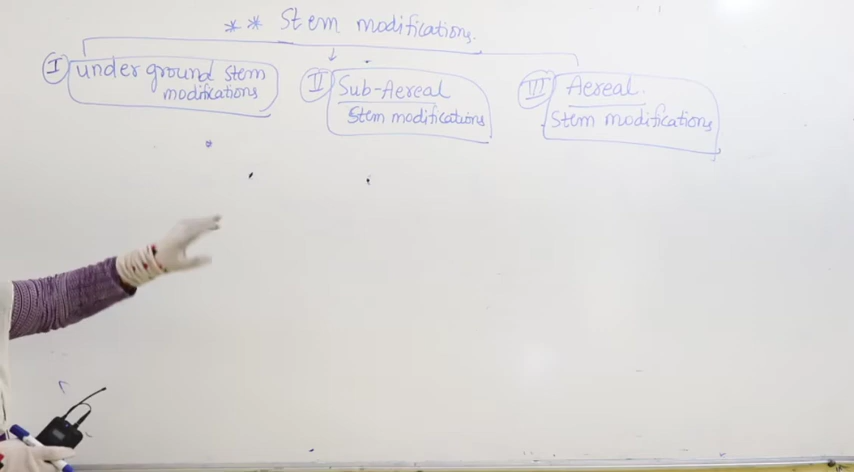 ** Stem modifications.
I underground stem
modifications
II Sub-Aereal
Stem modifications
III Aereal.
Stem modifications